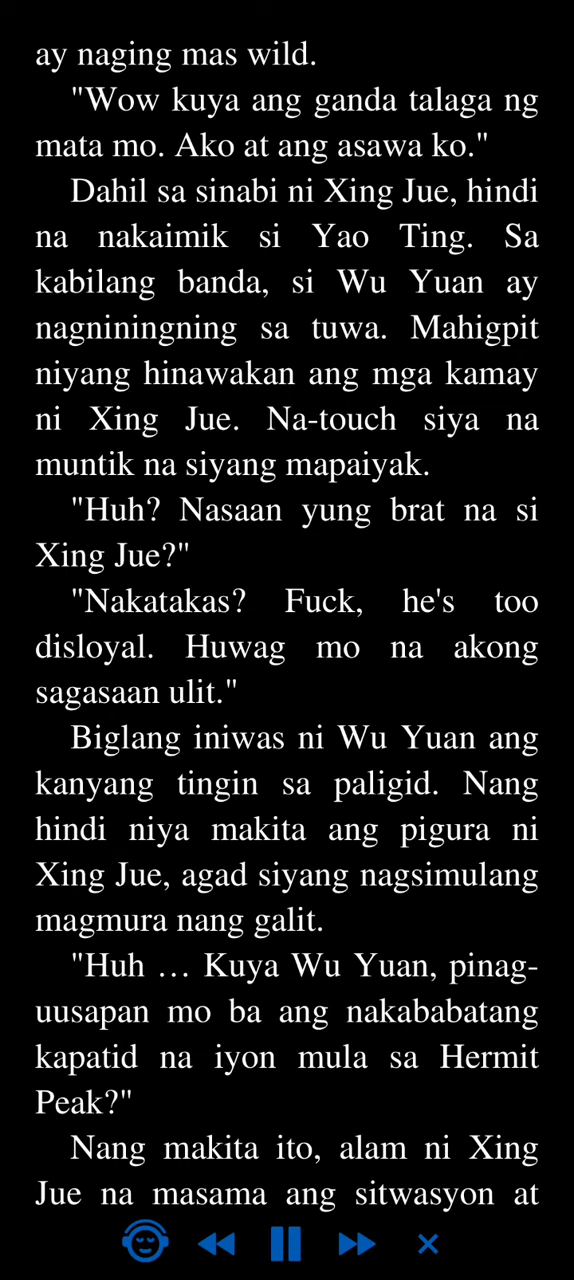 ay naging mas wild.
"Wow kuya ang ganda talaga ng
mata mo. Ako at ang asawa ko."
Dahil sa sinabi ni Xing Jue, hindi
na nakaimik si Yao Ting. Sa
kabilang banda, si Wu Yuan ay
nagniningning sa tuwa. Mahigpit
niyang hinawakan ang mga kamay
ni Xing Jue. Na-touch siya na
muntik na siyang mapaiyak.
"Huh? Nasaan yung brat na si
Xing Jue?"
"Nakatakas? Fuck, he's too
disloyal. Huwag mo na akong
sagasaan ulit."
Biglang iniwas ni Wu Yuan ang
kanyang tingin sa paligid. Nang
hindi niya makita ang pigura ni
Xing Jue, agad siyang nagsimulang
magmura nang galit.
"Huh … Kuya Wu Yuan, pinag-
uusapan mo ba ang nakababatang
kapatid na iyon mula sa Hermit
Peak?"
Nang makita ito, alam ni Xing
Jue na masama ang sitwasyon at